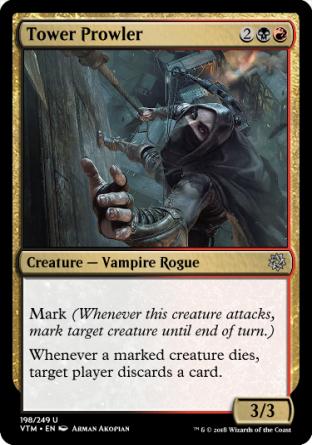 Tower Prowler 2
Creature — Vampire Rogue
Mark (Whenever this creature attacks,
mark target creature until end of turn.)
Whenever a marked creature dies,
target player discards a card.
3/3
198/249 U
VTM • EN Arman Akopian
™ & © 2018 Wizards of the Coast